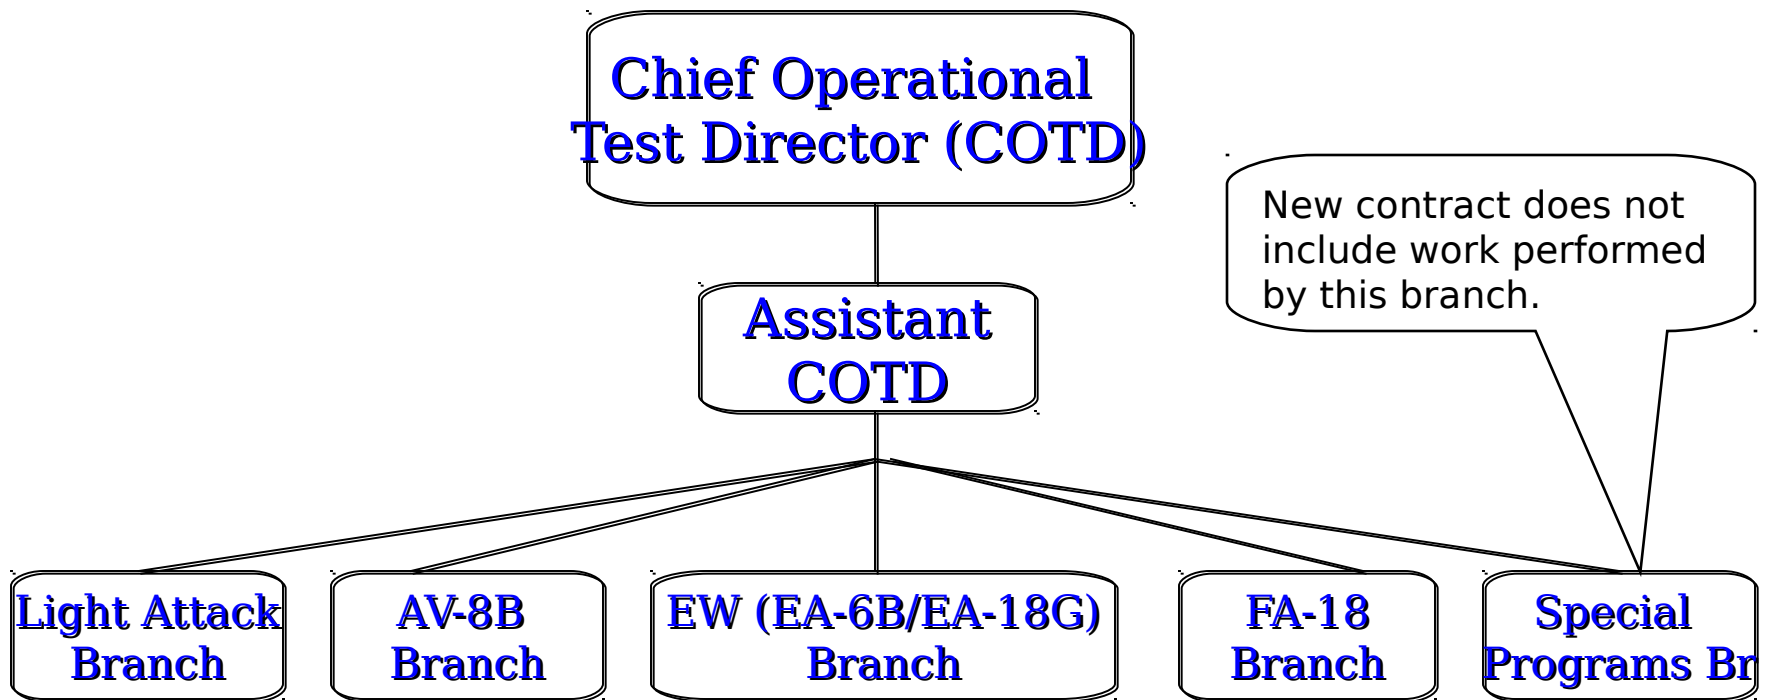 Chief Operational
Test Director (COTD)
New contract does not
include work performed
by this branch.
Assistant
COTD
Light Attack
Branch
AV-8B
Branch
EW (EA-6B/EA-18G)
Branch
FA-18
Branch
Special
Programs Br